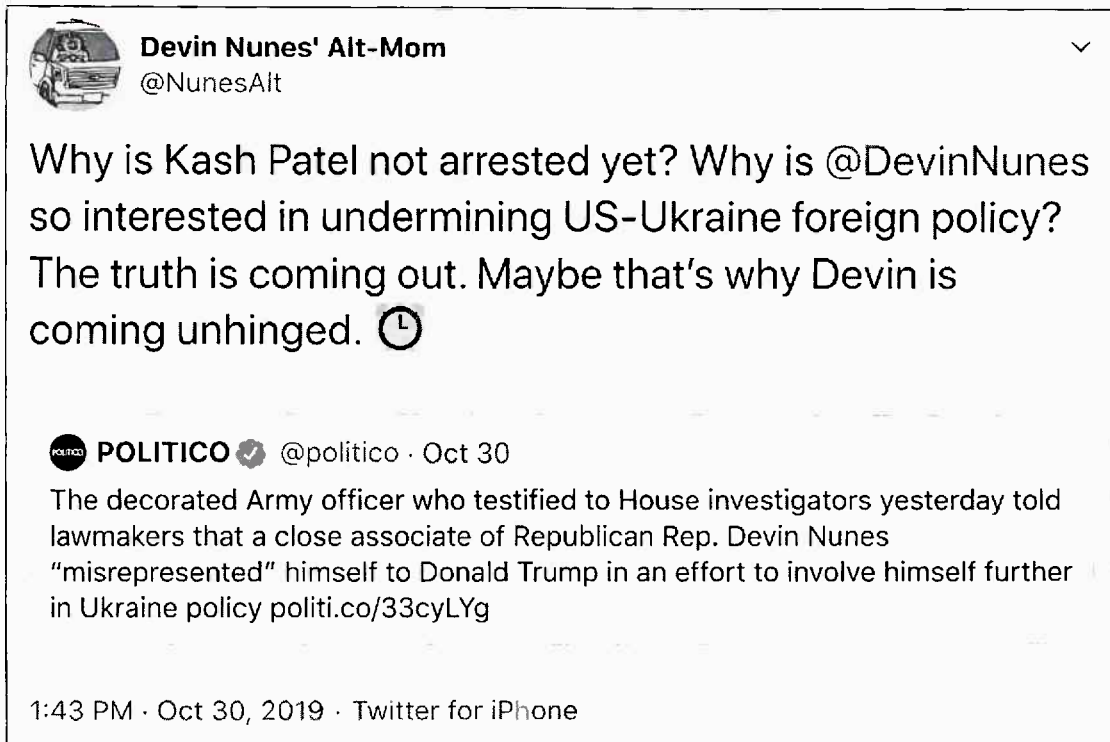 Devin Nunes' Alt-Mom
@NunesAlt
Why is Kash Patel not arrested yet? Why is @DevinNunes
so interested in undermining US-Ukraine foreign policy?
The truth is coming out. Maybe that's why Devin is
coming unhinged. 🕒
POLITICO
POLITICO @politico · Oct 30
The decorated Army officer who testified to House investigators yesterday told
lawmakers that a close associate of Republican Rep. Devin Nunes
“misrepresented” himself to Donald Trump in an effort to involve himself further
in Ukraine policy politi.co/33cyLYg
1:43 PM · Oct 30, 2019 · Twitter for iPhone